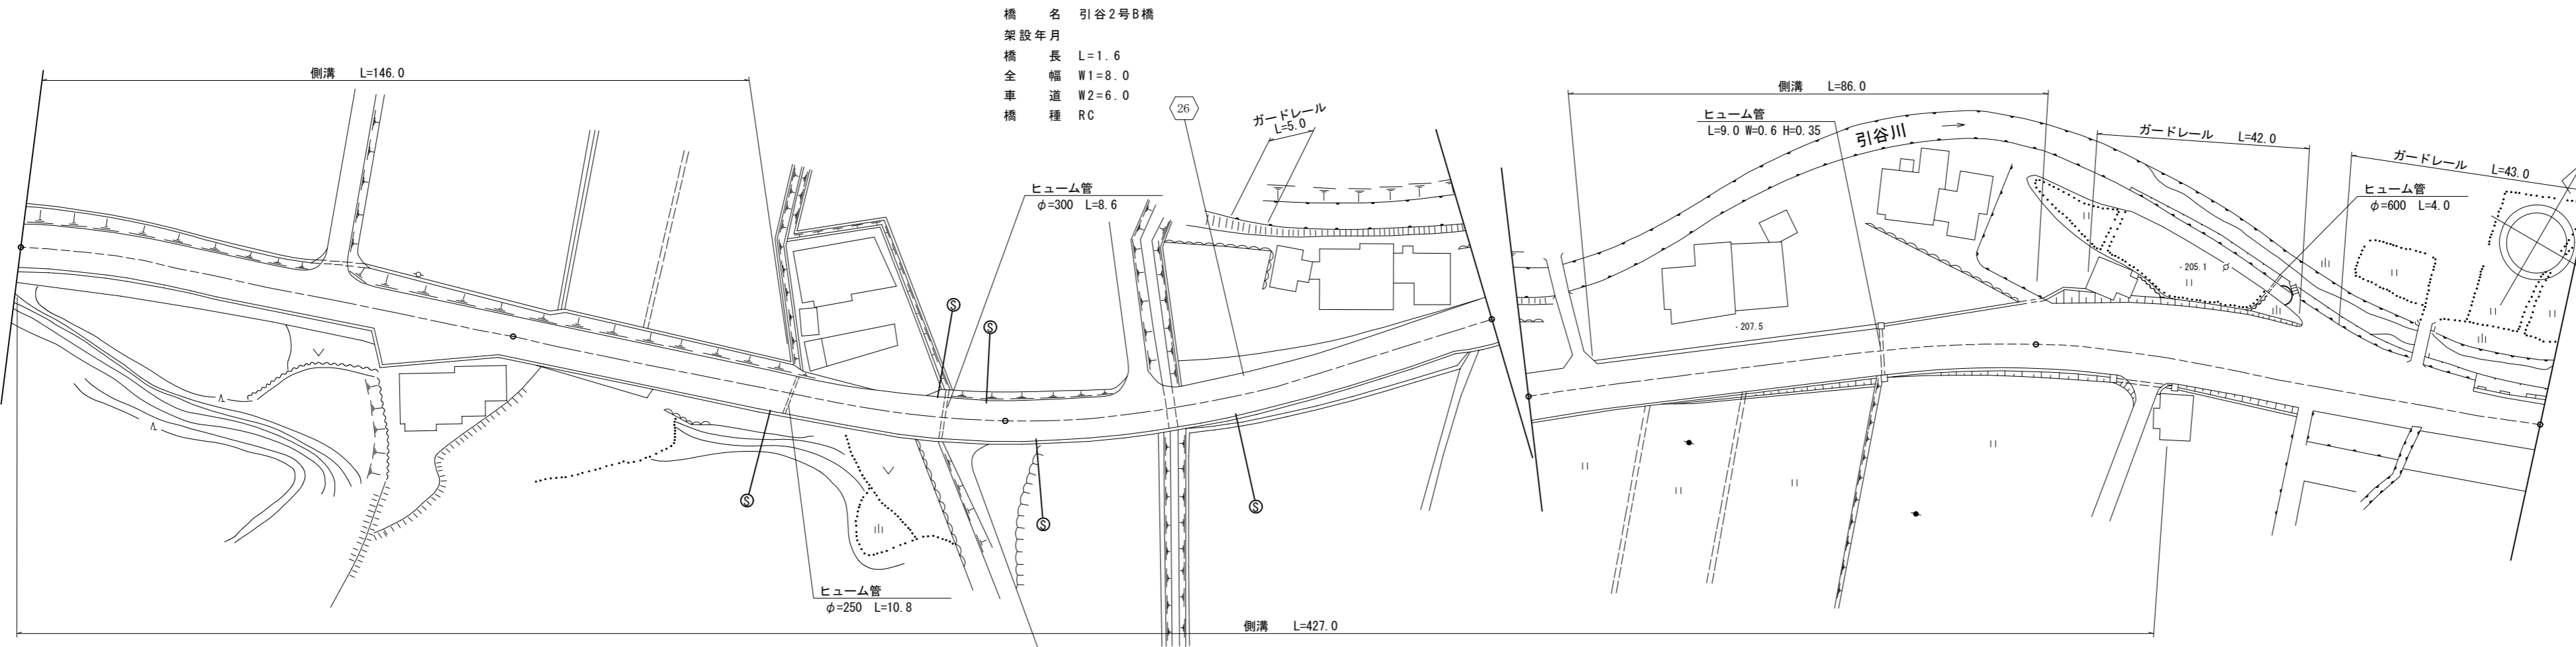 橋名 引谷2号B橋
架設年月
橋長 L=1.6
全幅 W1=8.0
車道 W2=6.0
橋種 RC
側溝 L=146.0
26
ガードレール
L=5.0
ヒューム管
φ=300 L=8.6
側溝 L=86.0
ヒューム管
L=9.0 W=0.6 H=0.35
引谷川
ガードレール L=42.0
ガードレール L=43.0
ヒューム管
φ=600 L=4.0
205.1
207.5
S
S
S
S
S
ヒューム管
φ=250 L=10.8
側溝 L=427.0